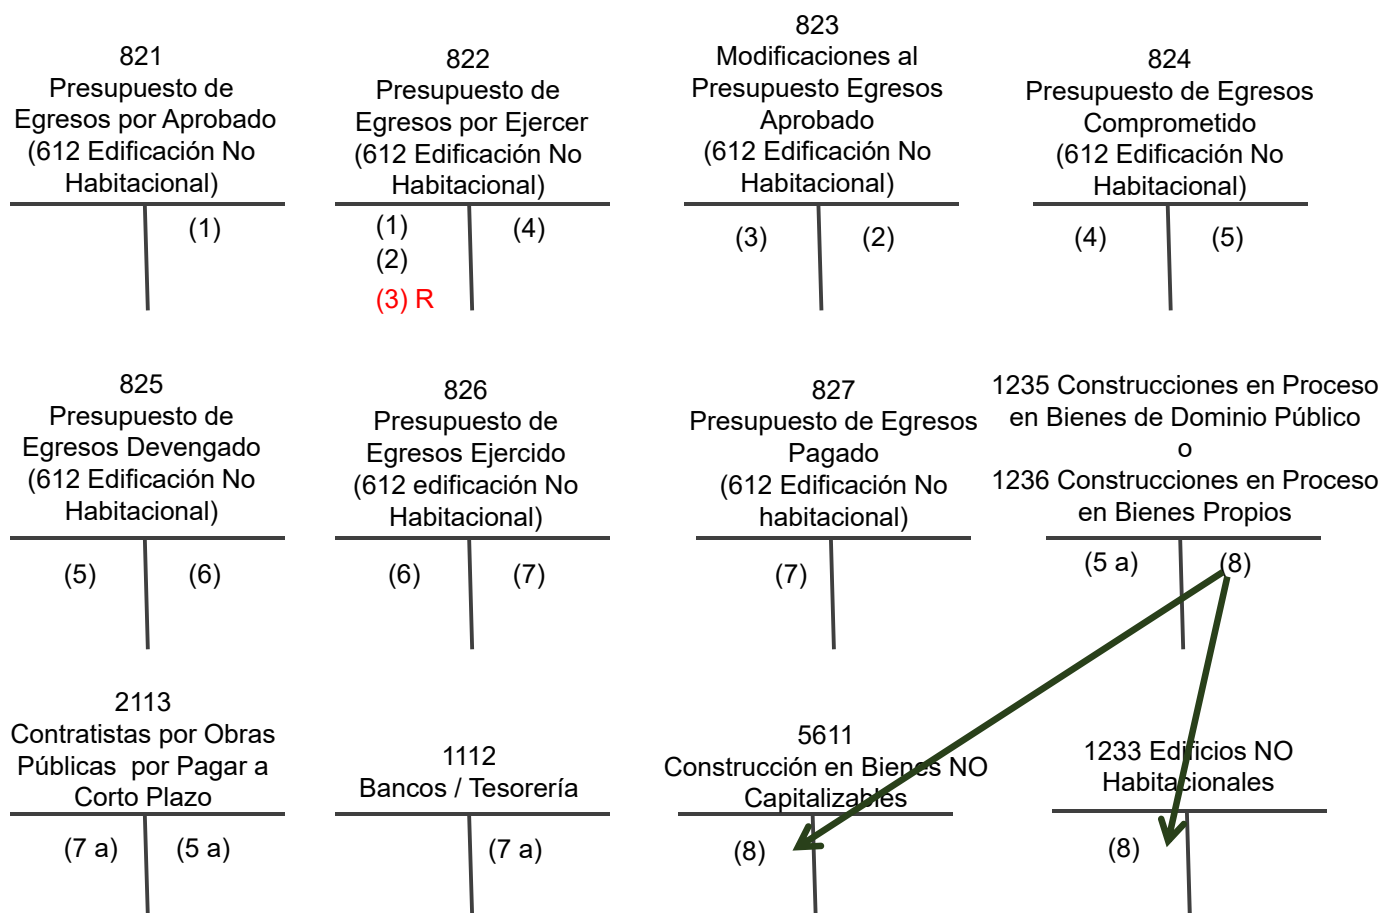 821
Presupuesto de
Egresos por Aprobado
(612 Edificación No
Habitacional)
(1)
822
Presupuesto de
Egresos por Ejercer
(612 Edificación No
Habitacional)
(1)
(4)
(2)
(3) R
823
Modificaciones al
Presupuesto Egresos
Aprobado
(612 Edificación No
Habitacional)
(3)
(2)
824
Presupuesto de Egresos
Comprometido
(612 Edificación No
Habitacional)
(4)
(5)
825
Presupuesto de
Egresos Devengado
(612 Edificación No
Habitacional)
(5)
(6)
826
Presupuesto de
Egresos Ejercido
(612 edificación No
Habitacional)
(6)
(7)
827
Presupuesto de Egresos
Pagado
(612 Edificación No
habitacional)
(7)
1235 Construcciones en Proceso
en Bienes de Dominio Público
o
1236 Construcciones en Proceso
en Bienes Propios
(5 a)
(8)
2113
Contratistas por Obras
Públicas por Pagar a
Corto Plazo
(7 a)
(5 a)
1112
Bancos / Tesorería
(7 a)
5611
Construcción en Bienes NO
Capitalizables
(8)
1233 Edificios NO
Habitacionales
(8)